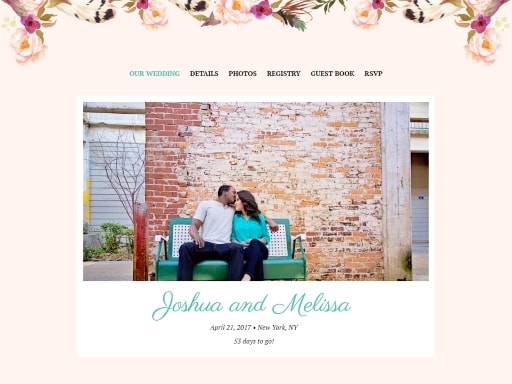 OUR WEDDING DETAILS PHOTOS REGISTRY GUEST BOOK RSVP
Joshua and Melissa
April 21, 2017 • New York, NY
53 days to go!